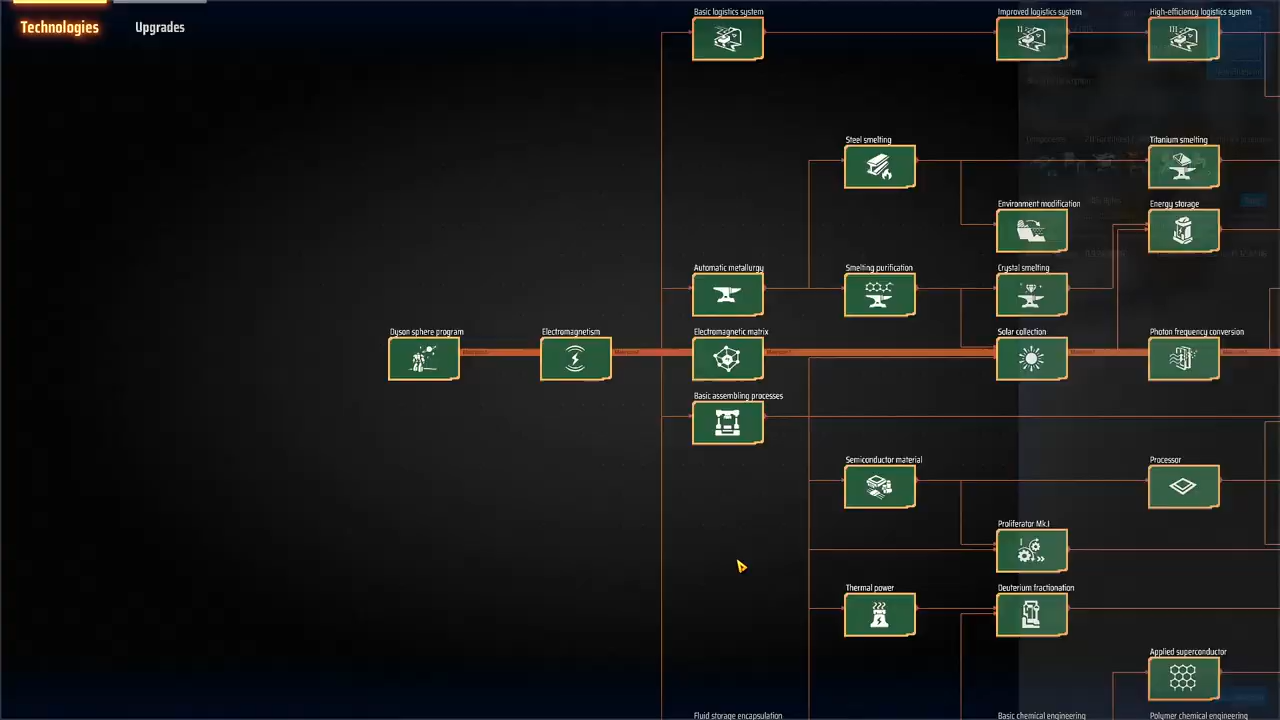 Technologies
Upgrades
Basic logistics system
Improved logistics system
High-efficiency logistics system
Steel smelting
Titanium smelting
Environment modification
Energy storage
Automatic metallurgy
Smelting purification
Crystal smelting
Dyson sphere program
Electromagnetism
Electromagnetic matrix
Solar collection
Photon frequency conversion
Basic assembling processes
Semiconductor material
Processor
Proliferator Mk.I
Thermal power
Deuterium fractionation
Applied superconductor
Fluid storage encapsulation
Basic chemical engineering
Polymer chemical engineering